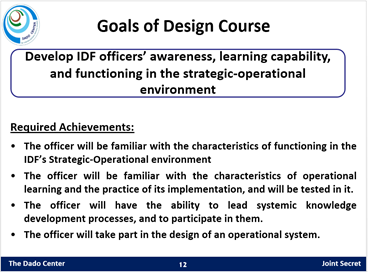 Goals of Design Course
Develop IDF officers' awareness, learning capability,
and functioning in the strategic-operational
environment
Required Achievements:
• The officer will be familiar with the characteristics of functioning in the
IDF's Strategic-Operational environment
• The officer will be familiar with the characteristics of operational
learning and the practice of its implementation, and will be tested in it.
• The officer will have the ability to lead systemic knowledge
development processes, and to participate in them.
• The officer will take part in the design of an operational system.
The Dado Center
12
Joint Secret